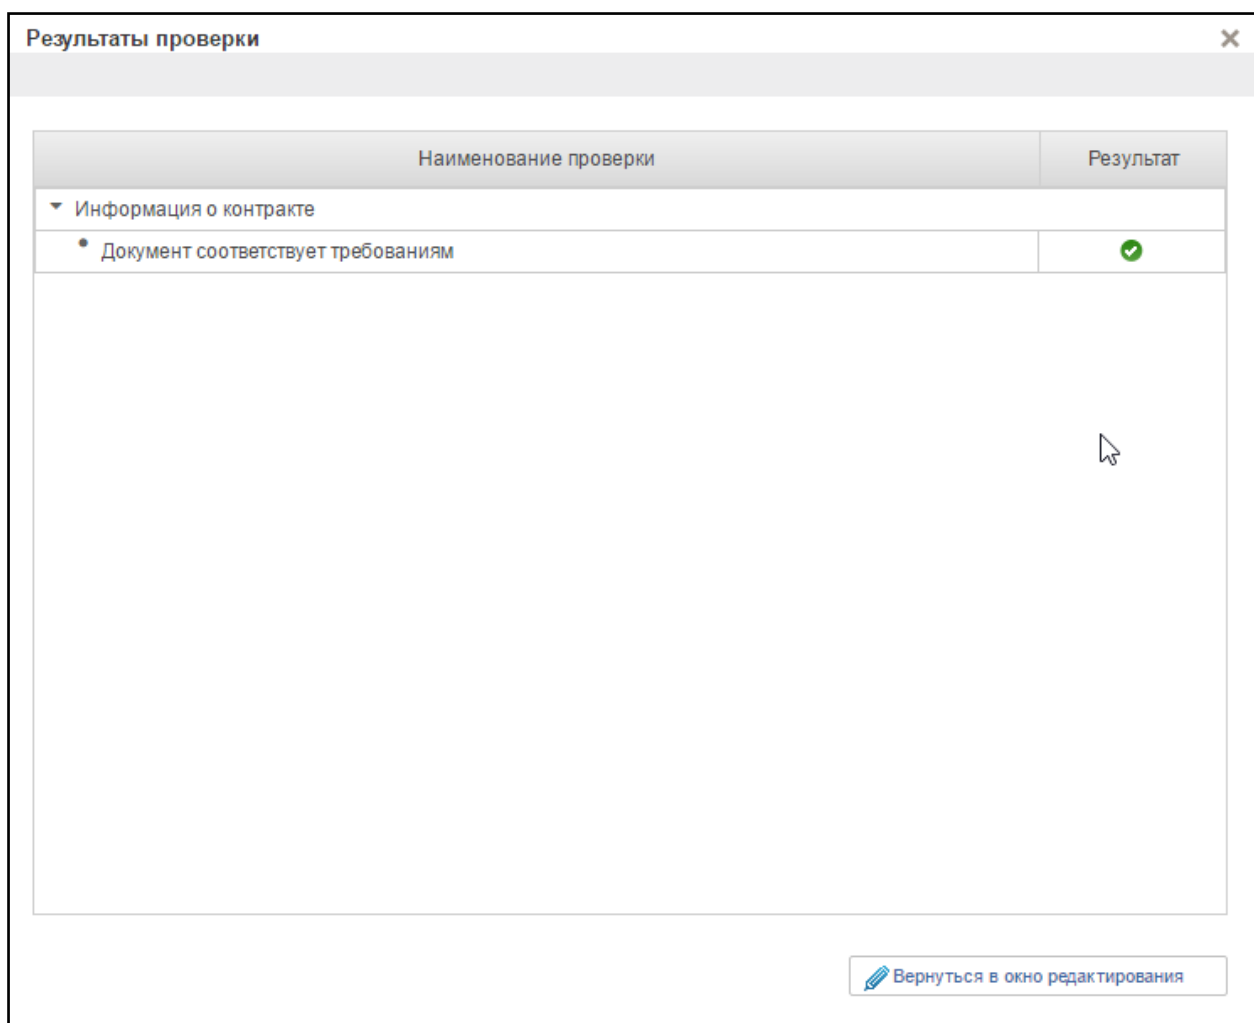 Результаты проверки
Наименование проверки Результат
Информация о контракте
Документ соответствует требованиям
Вернуться в окно редактирования